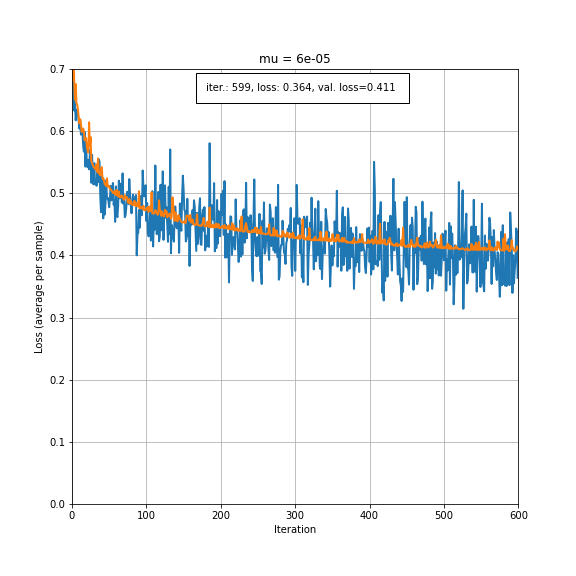 mu = 6e-05
iter.: 599, loss: 0.364, val. loss=0.411
Loss (average per sample)
0.7
0.6
0.5
0.4
0.3
0.2
0.1
0.0
0 100 200 300 400 500 600
Iteration